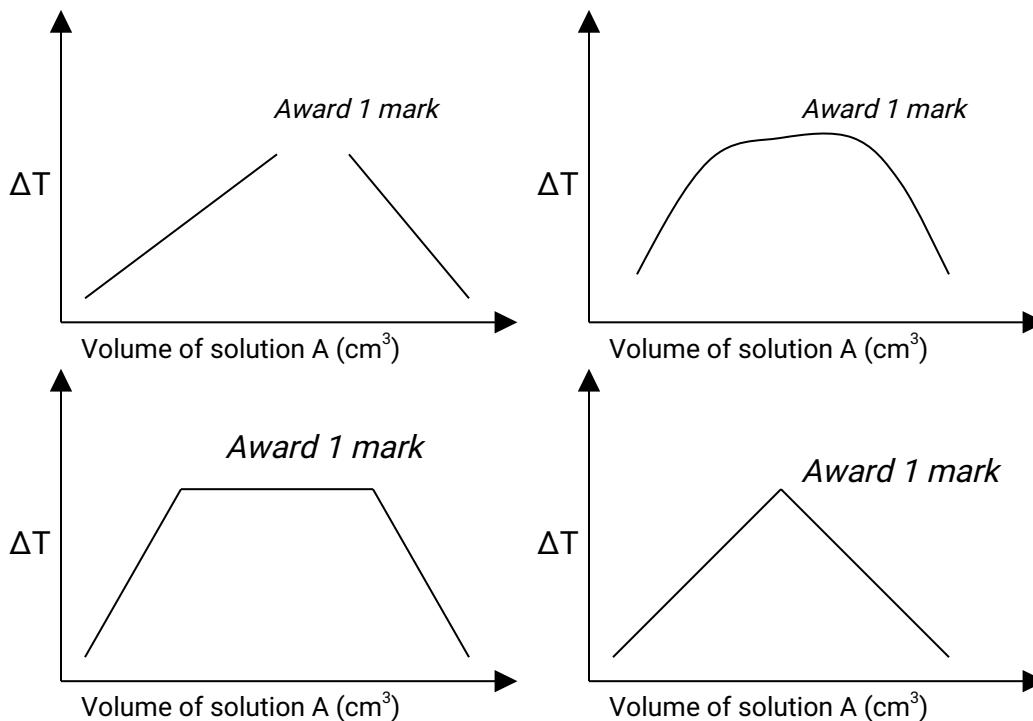 Award 1 mark
ΔT
Volume of solution A (cm³)
Award 1 mark
ΔT
Volume of solution A (cm³)
Award 1 mark
ΔT
Volume of solution A (cm³)
Award 1 mark
ΔT
Volume of solution A (cm³)